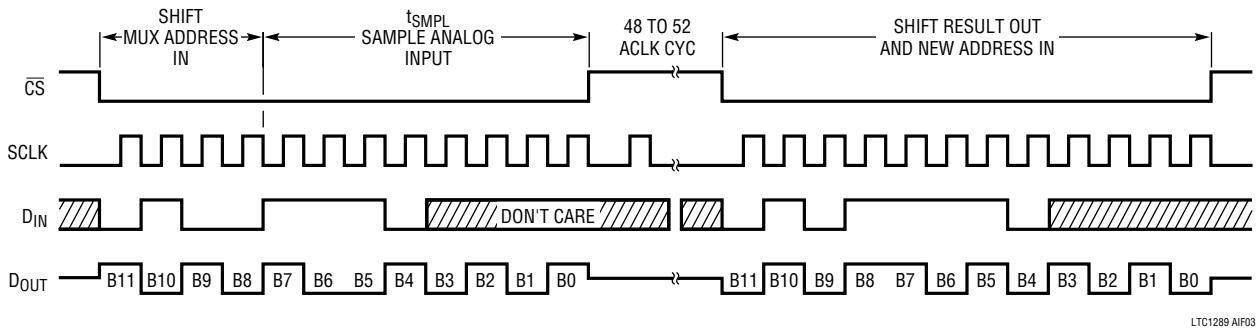 SHIFT
MUX ADDRESS
IN
tSMPL
SAMPLE ANALOG
INPUT
48 TO 52
ACLK CYC
SHIFT RESULT OUT
AND NEW ADDRESS IN
CS
SCLK
DIN
DON'T CARE
DOUT
B11 B10 B9 B8 B7 B6 B5 B4 B3 B2 B1 B0
B11 B10 B9 B8 B7 B6 B5 B4 B3 B2 B1 B0
LTC1289 AIF03